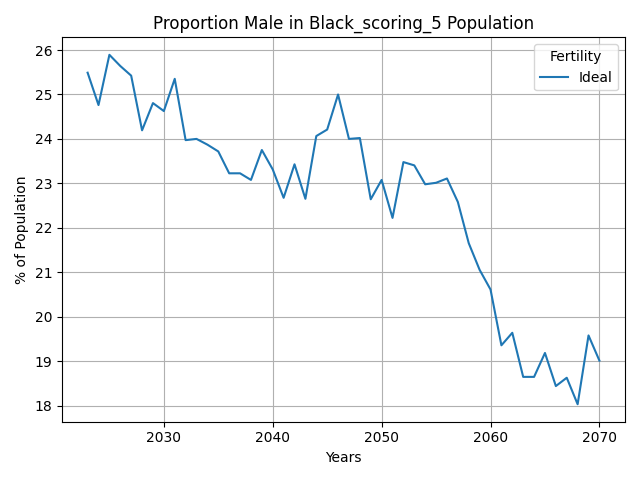 Proportion Male in Black_scoring_5 Population
Fertility
Ideal
% of Population
26
25
24
23
22
21
20
19
18
2030
2040
2050
2060
2070
Years